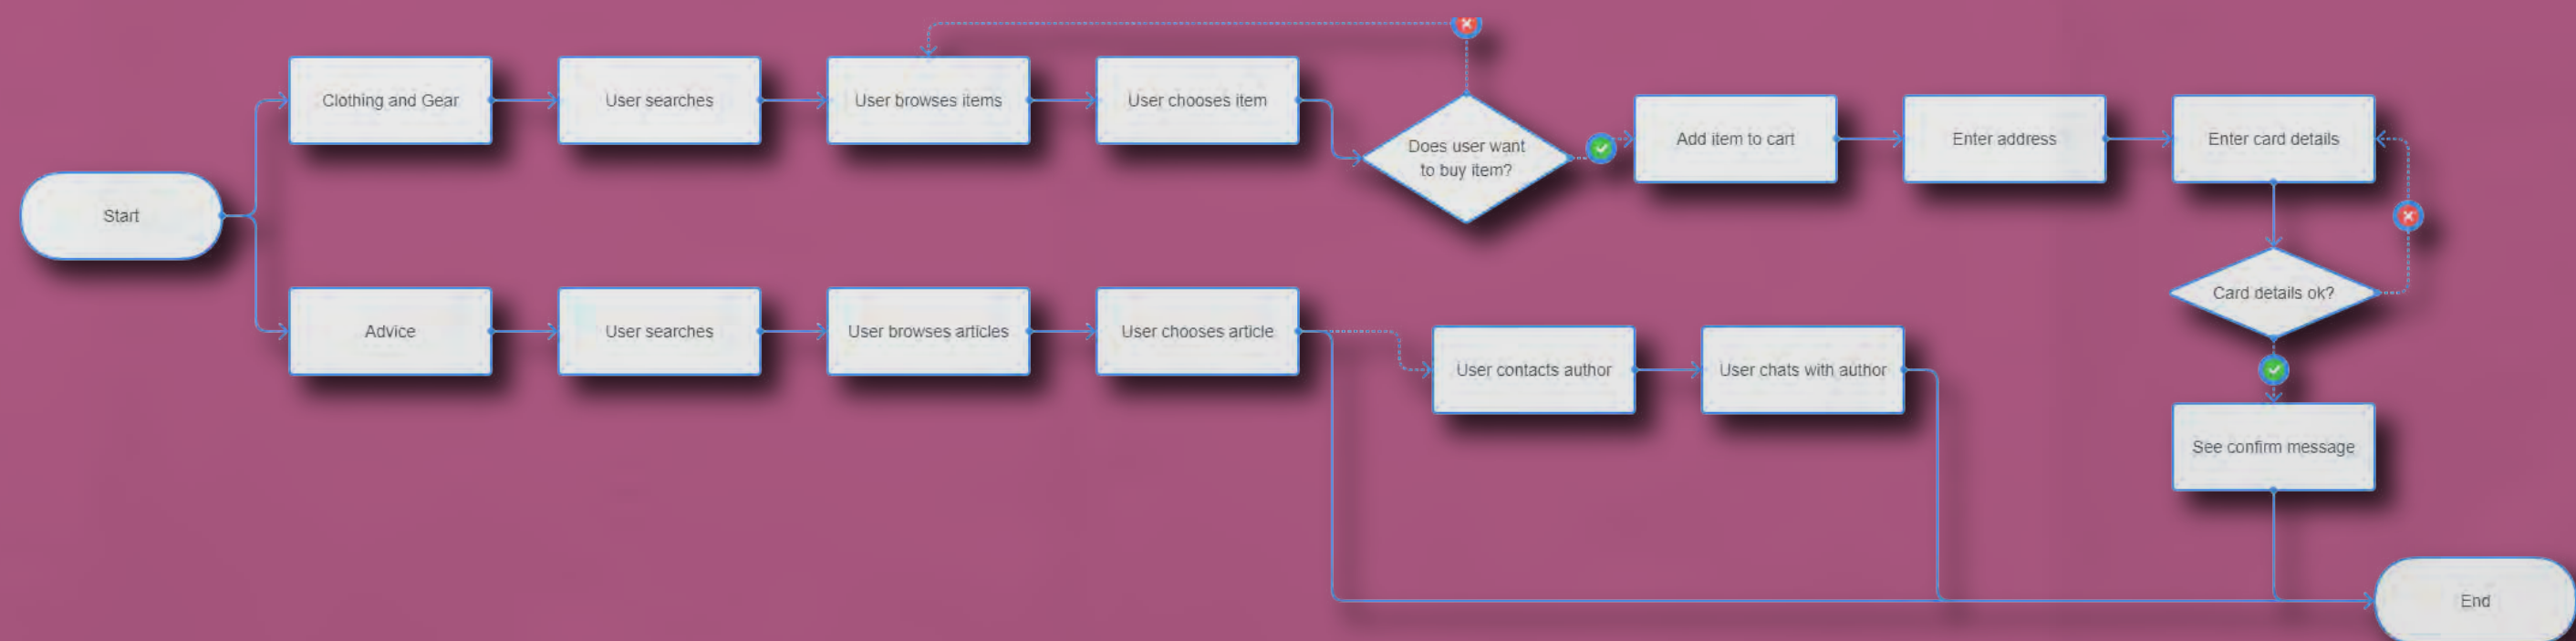 Start
Clothing and Gear
User searches
User browses items
User chooses item
Does user want
to buy item?
Add item to cart
Enter address
Enter card details
Card details ok?
See confirm message
Advice
User searches
User browses articles
User chooses article
User contacts author
User chats with author
End